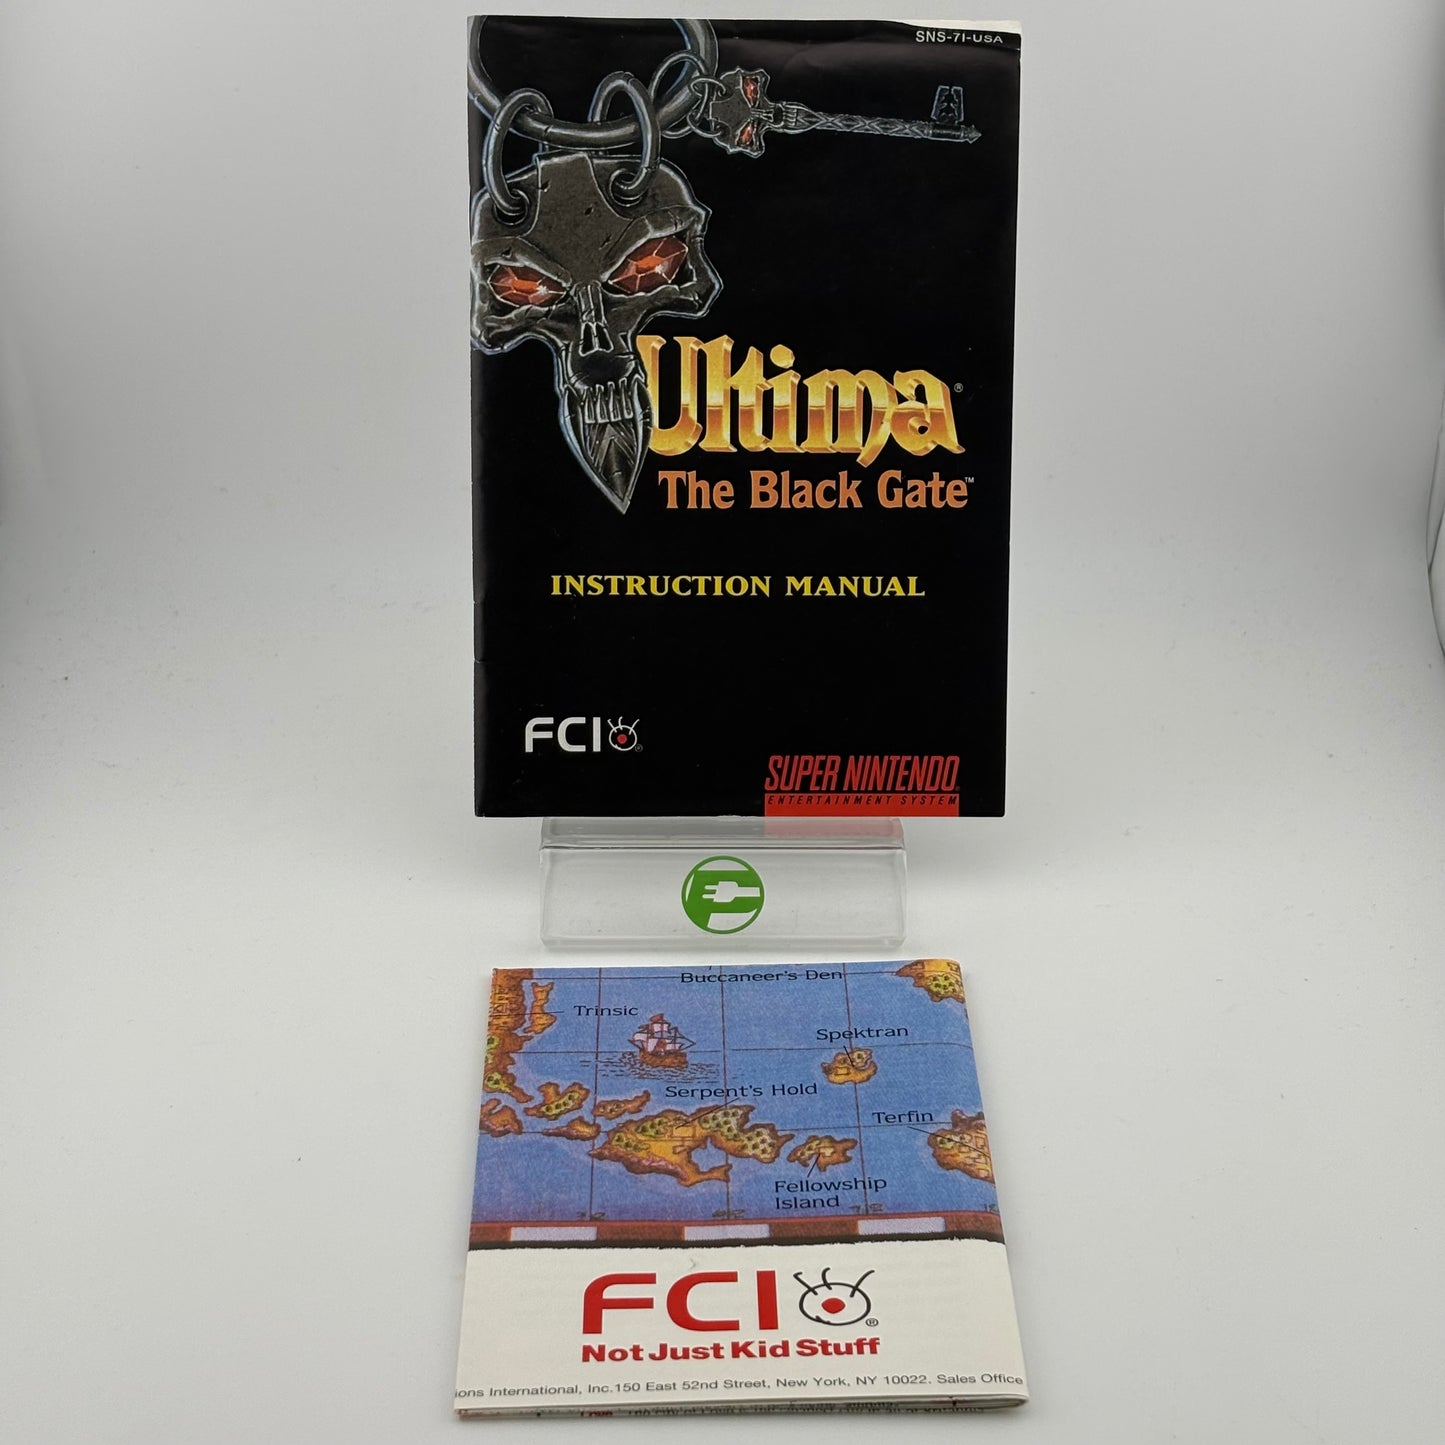 SNS-7I-USA
Ultima®
The Black Gate™
INSTRUCTION MANUAL
FCI®
SUPER NINTENDO®
ENTERTAINMENT SYSTEM
Buccaneer's Den
Trinsic
Spektran
Serpent's Hold
Terfin
Fellowship
Island
FCI®
Not Just Kid Stuff
ions International, Inc.150 East 52nd Street, New York, NY 10022. Sales Office